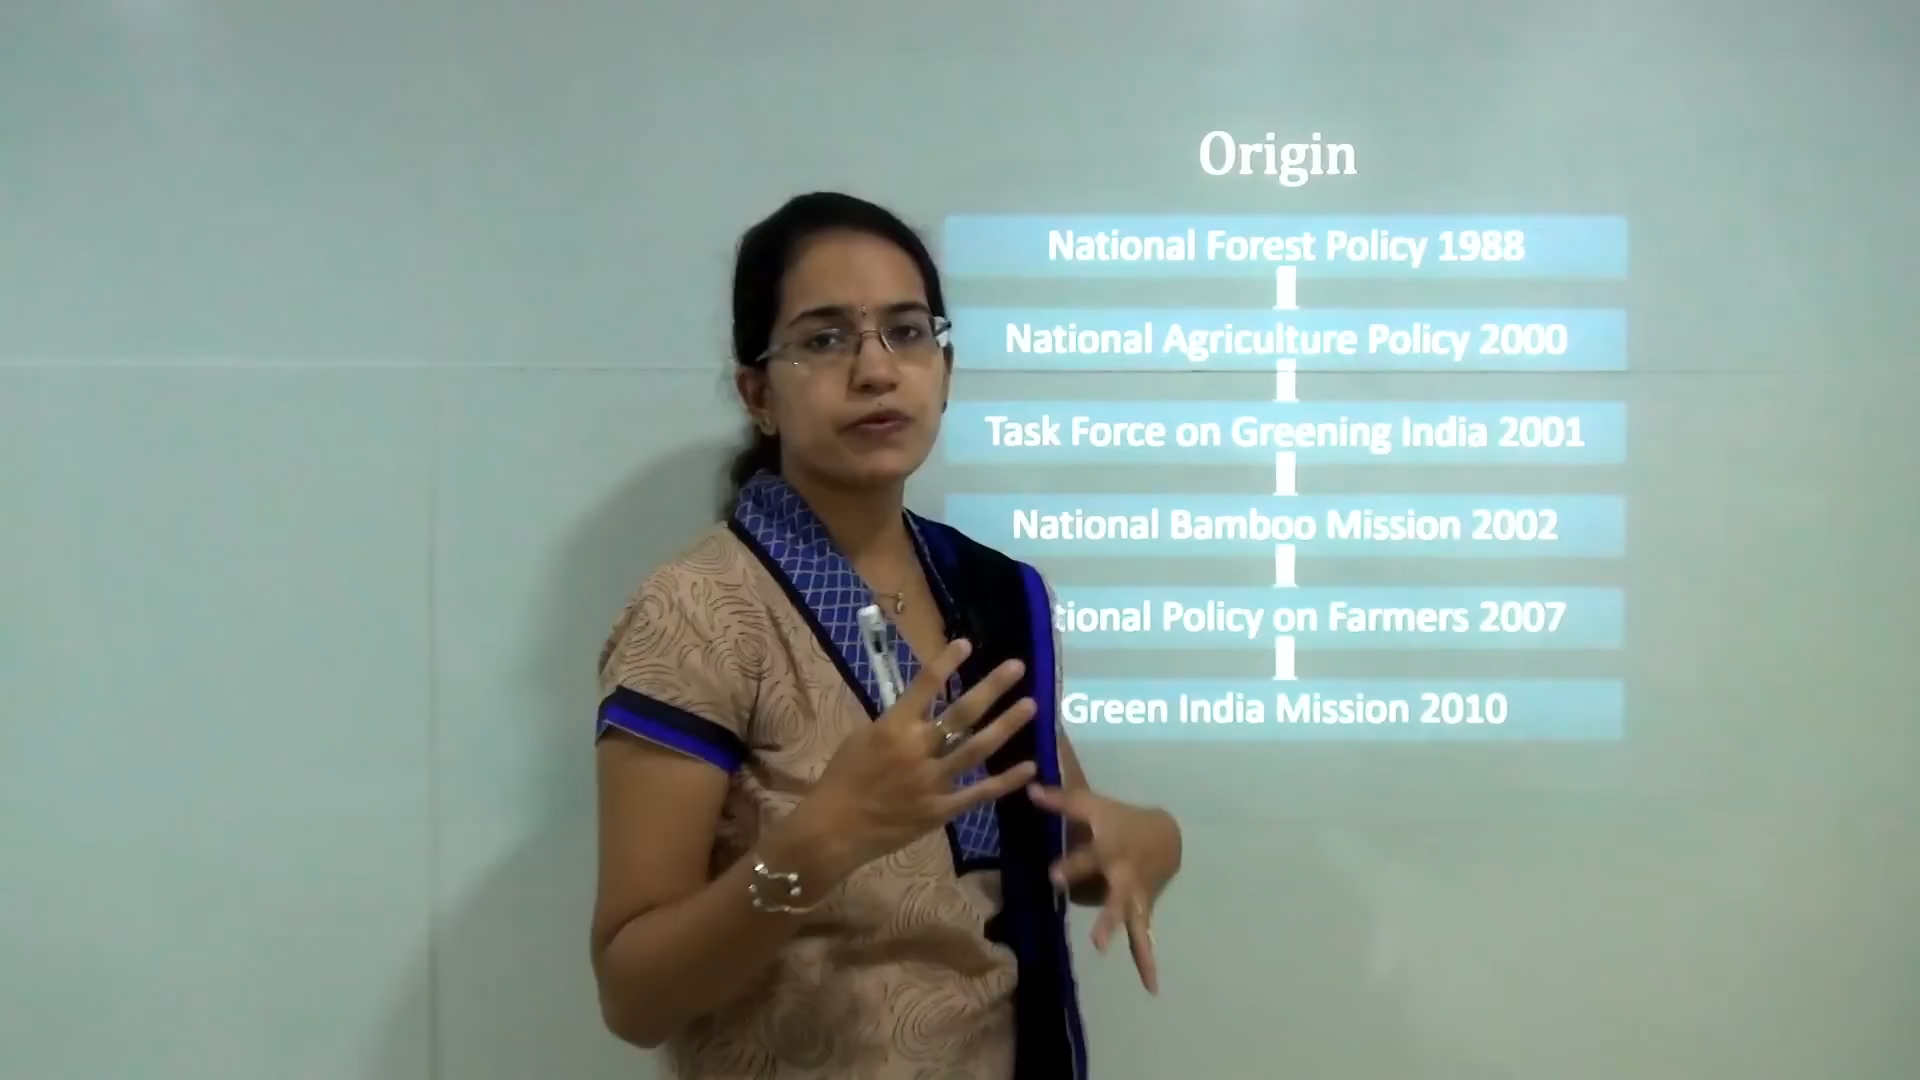 Origin
National Forest Policy 1988
National Agriculture Policy 2000
Task Force on Greening India 2001
National Bamboo Mission 2002
tional Policy on Farmers 2007
Green India Mission 2010